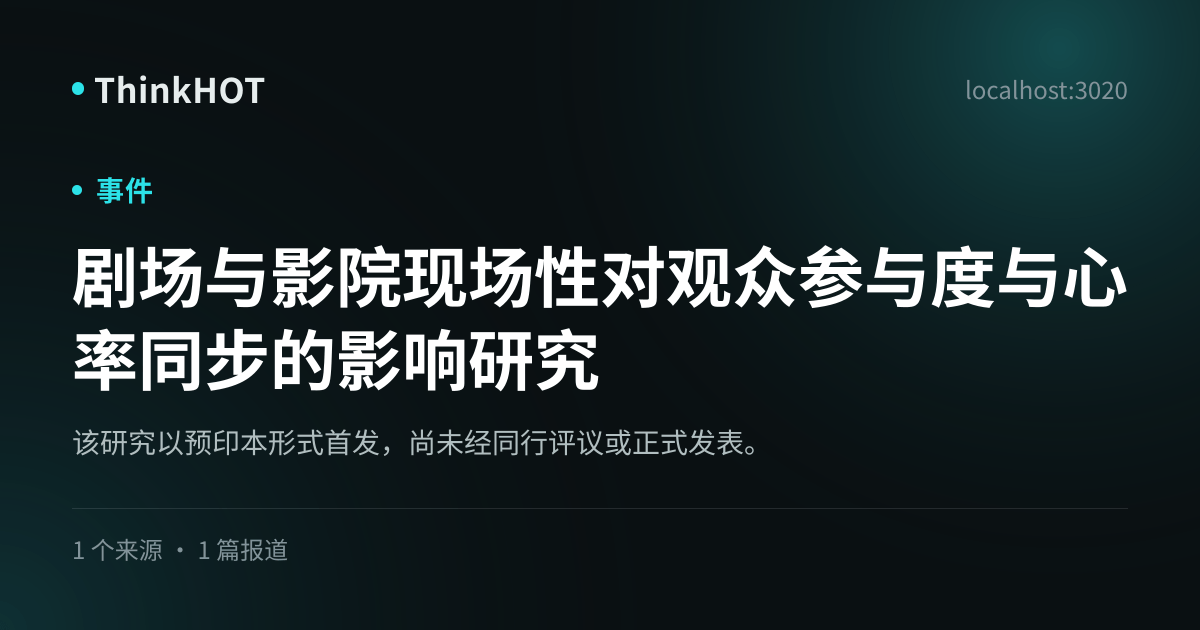 ThinkHOT
localhost:3020
事件
剧场与影院现场性对观众参与度与心
率同步的影响研究
该研究以预印本形式首发，尚未经同行评议或正式发表。
1 个来源 · 1 篇报道